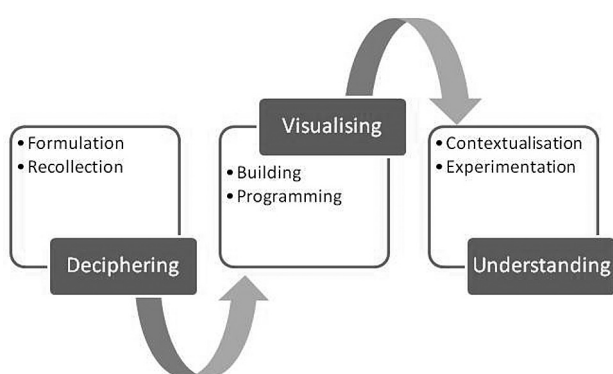 • Formulation
• Recollection
Deciphering
Visualising
• Building
• Programming
• Contextualisation
• Experimentation
Understanding